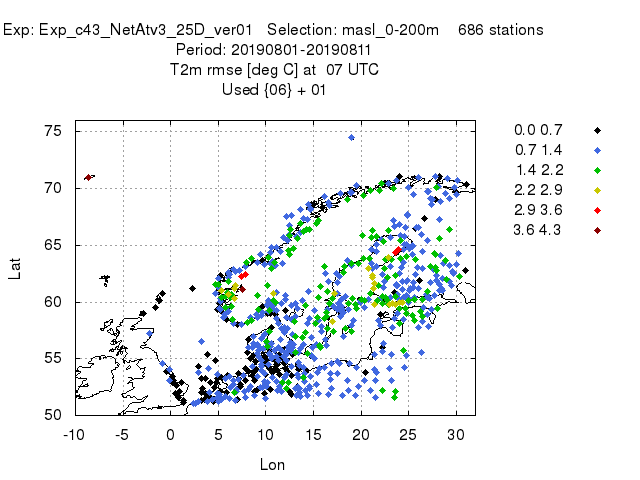 Exp: Exp_c43_NetAtv3_25D_ver01 Selection: masl_0-200m 686 stations
Period: 20190801-20190811
T2m rmse [deg C] at 07 UTC
Used {06} + 01
0.0 0.7
0.7 1.4
1.4 2.2
2.2 2.9
2.9 3.6
3.6 4.3
75
70
65
60
55
50
Lat
-10 -5 0 5 10 15 20 25 30
Lon